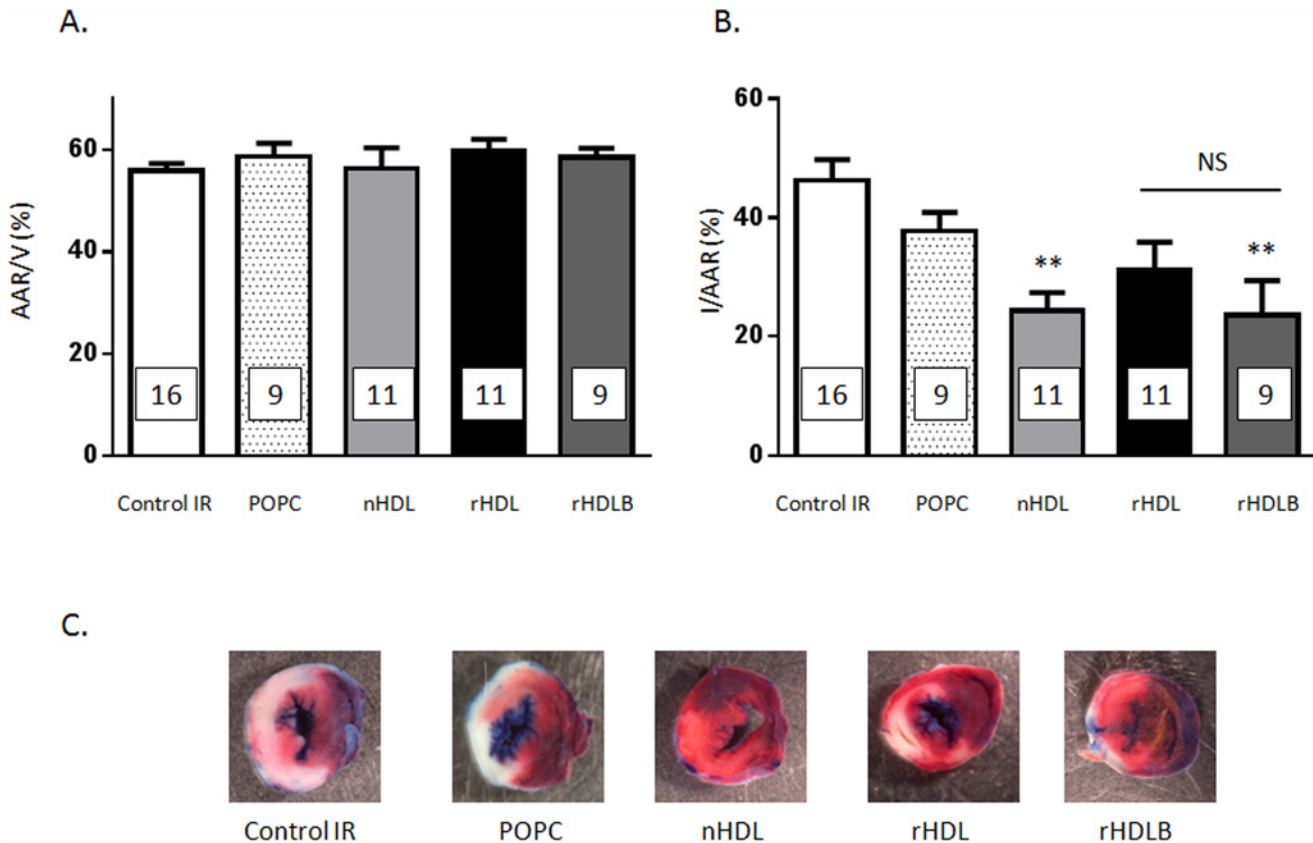 A.
AAR/V (%)
60
40
20
0
16
9
11
11
9
Control IR
POPC
nHDL
rHDL
rHDLB
B.
I/AAR (%)
60
40
20
0
**
NS
**
16
9
11
11
9
Control IR
POPC
nHDL
rHDL
rHDLB
C.
Control IR
POPC
nHDL
rHDL
rHDLB